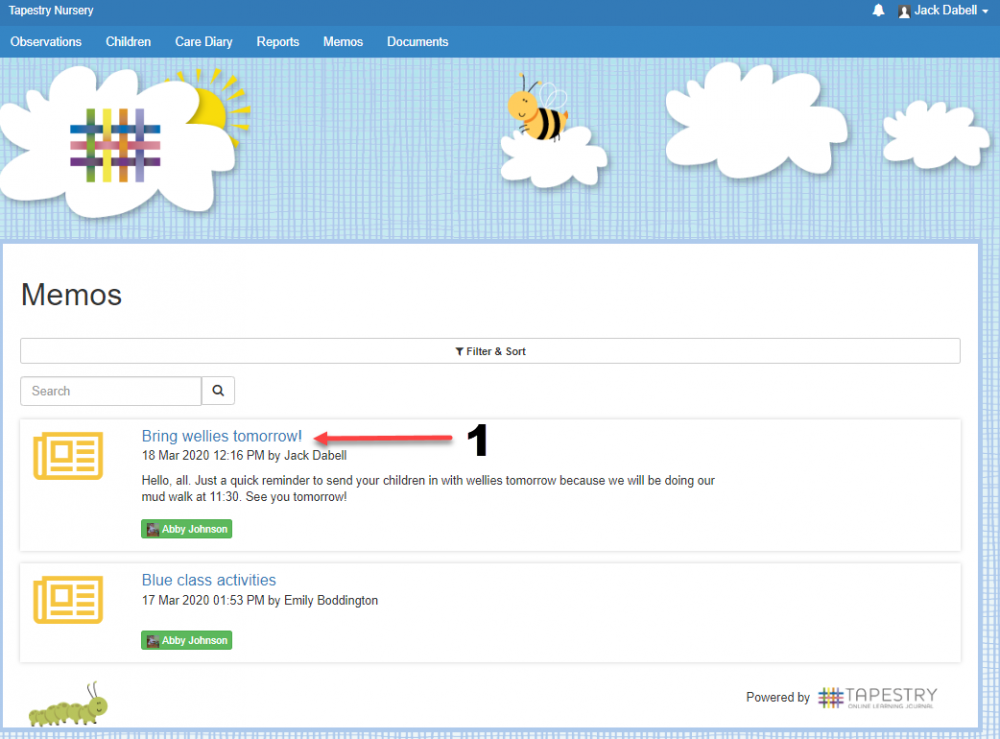 Tapestry Nursery
Jack Dabell
Observations Children Care Diary Reports Memos Documents
Memos
Filter & Sort
Search
Bring wellies tomorrow!
1
18 Mar 2020 12:16 PM by Jack Dabell
Hello, all. Just a quick reminder to send your children in with wellies tomorrow because we will be doing our
mud walk at 11:30. See you tomorrow!
Abby Johnson
Blue class activities
17 Mar 2020 01:53 PM by Emily Boddington
Abby Johnson
Powered by TAPESTRY
ONLINE LEARNING JOURNAL